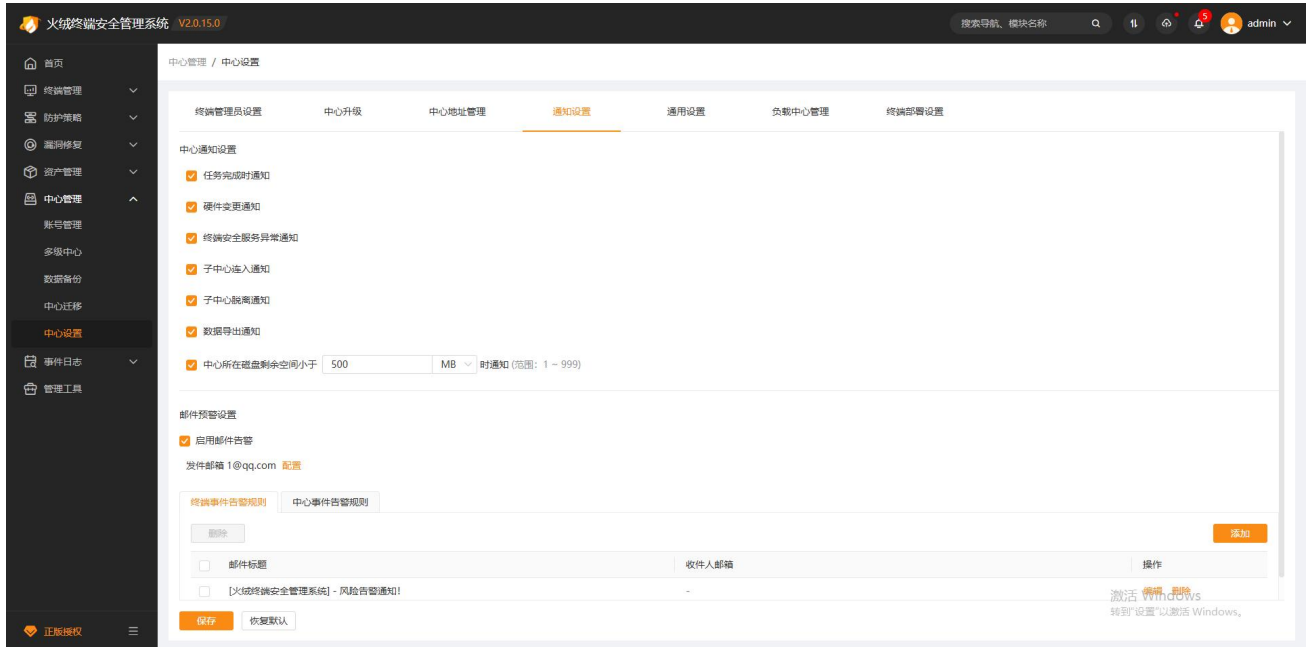 火绒终端安全管理系统 V2.0.15.0
搜索导航、模块名称
5
admin
首页
终端管理
防护策略
漏洞修复
资产管理
中心管理
账号管理
多级中心
数据备份
中心迁移
中心设置
事件日志
管理工具
正版授权
中心管理 / 中心设置
终端管理员设置 中心升级 中心地址管理 通知设置 通用设置 负载中心管理 终端部署设置
中心通知设置
任务完成时通知
硬件变更通知
终端安全服务异常通知
子中心连入通知
子中心脱离通知
数据导出通知
中心所在磁盘剩余空间小于 500 MB 时通知 (范围: 1 ~ 999)
邮件预警设置
启用邮件告警
发件邮箱 1@qq.com 配置
终端事件告警规则 中心事件告警规则
删除 添加
邮件标题 收件人邮箱 操作
[火绒终端安全管理系统] - 风险告警通知! - 编辑 删除
激活 Windows
转到"设置"以激活 Windows。
保存 恢复默认